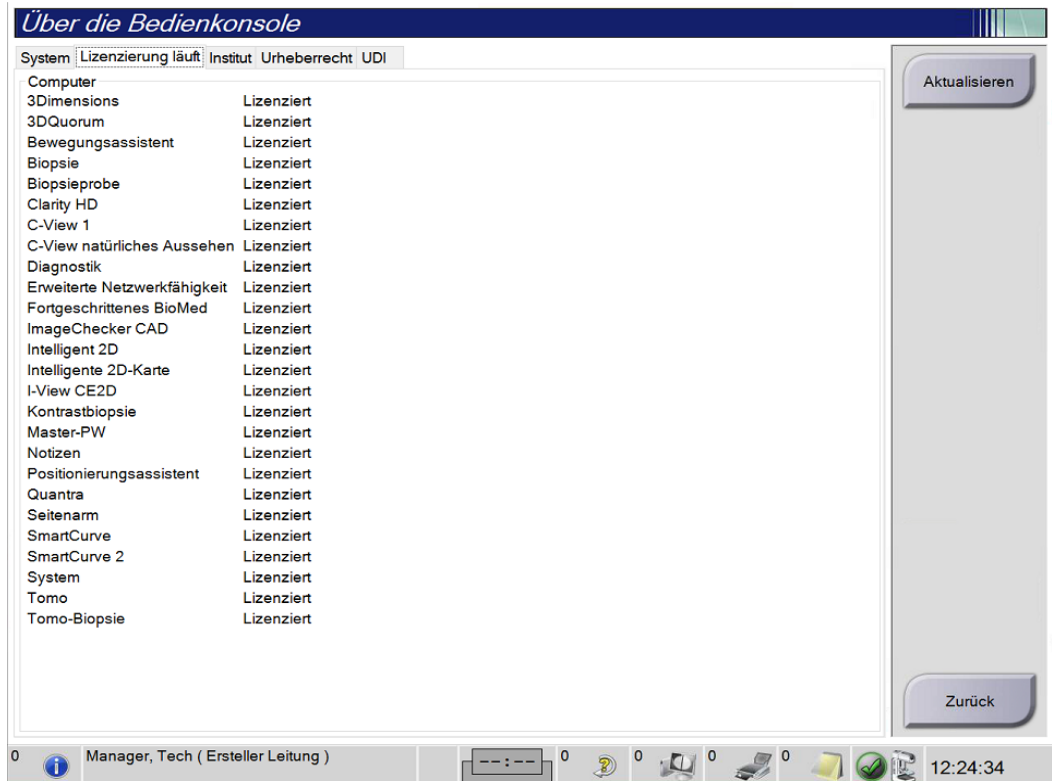 Über die Bedienkonsole
System Lizenzierung läuft Institut Urheberrecht UDI
Aktualisieren
Computer
3Dimensions Lizenziert
3DQuorum Lizenziert
Bewegungsassistent Lizenziert
Biopsie Lizenziert
Biopsieprobe Lizenziert
Clarity HD Lizenziert
C-View 1 Lizenziert
C-View natürliches Aussehen Lizenziert
Diagnostik Lizenziert
Erweiterte Netzwerkfähigkeit Lizenziert
Fortgeschrittenes BioMed Lizenziert
ImageChecker CAD Lizenziert
Intelligent 2D Lizenziert
Intelligente 2D-Karte Lizenziert
I-View CE2D Lizenziert
Kontrastbiopsie Lizenziert
Master-PW Lizenziert
Notizen Lizenziert
Positionierungsassistent Lizenziert
Quantra Lizenziert
Seitenarm Lizenziert
SmartCurve Lizenziert
SmartCurve 2 Lizenziert
System Lizenziert
Tomo Lizenziert
Tomo-Biopsie Lizenziert
Zurück
0 Manager, Tech ( Ersteller Leitung ) --:-- 0 0 0 0 12:24:34